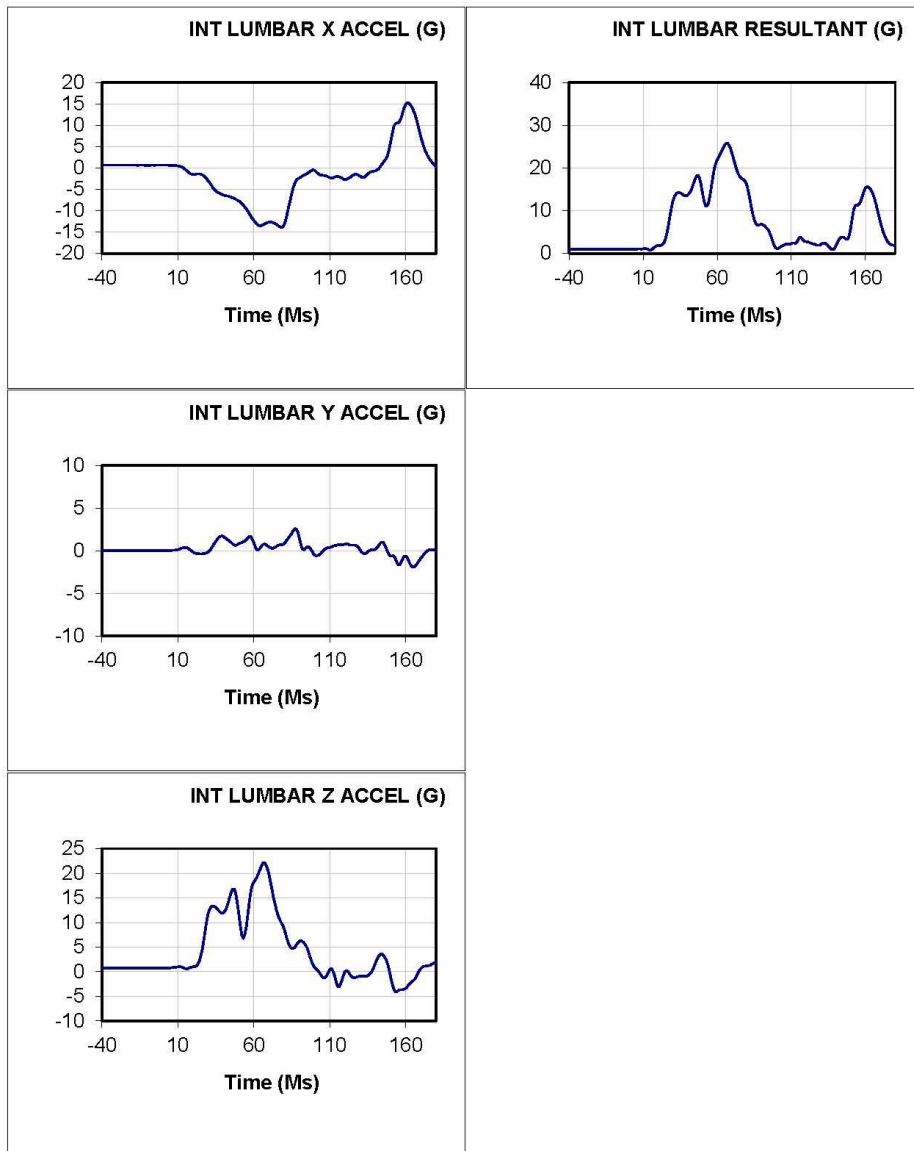 INT LUMBAR X ACCEL (G)
20
15
10
5
0
-5
-10
-15
-20
-40 10 60 110 160
Time (Ms)
INT LUMBAR RESULTANT (G)
40
30
20
10
0
-40 10 60 110 160
Time (Ms)
INT LUMBAR Y ACCEL (G)
10
5
0
-5
-10
-40 10 60 110 160
Time (Ms)
INT LUMBAR Z ACCEL (G)
25
20
15
10
5
0
-5
-10
-40 10 60 110 160
Time (Ms)